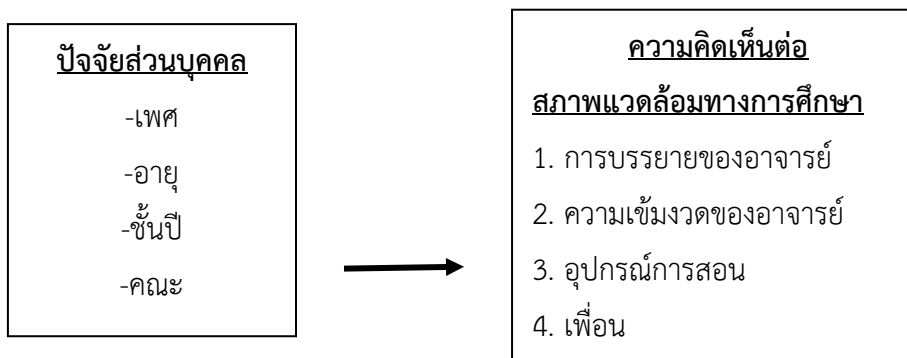 ปัจจัยส่วนบุคคล
-เพศ
-อายุ
-ชั้นปี
-คณะ
ความคิดเห็นต่อ
สภาพแวดล้อมทางการศึกษา
1. การบรรยายของอาจารย์
2. ความเข้มงวดของอาจารย์
3. อุปกรณ์การสอน
4. เพื่อน